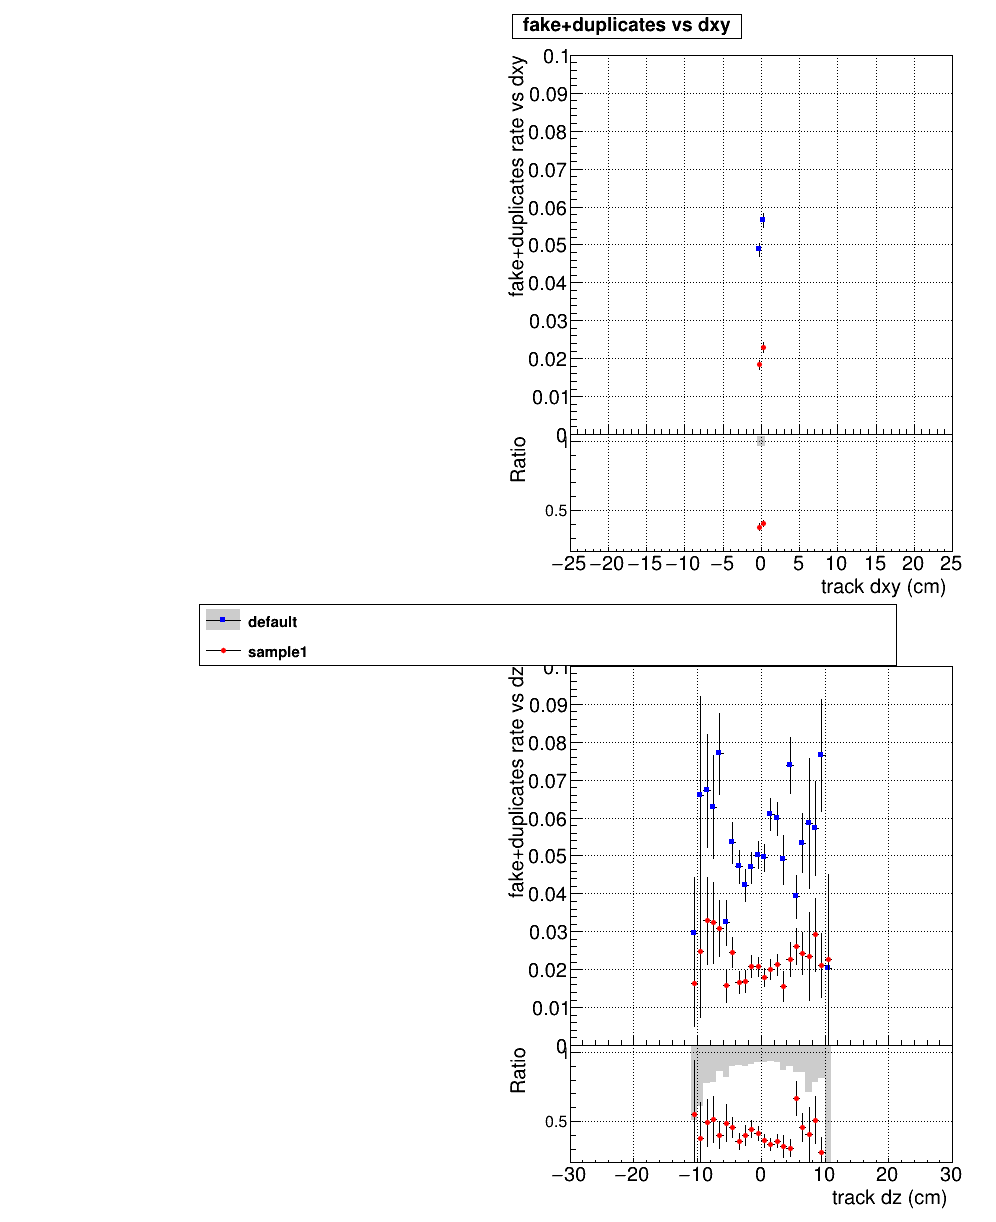 fake+duplicates vs dxy
fake+duplicates rate vs dxy
0.1
0.09
0.08
0.07
0.06
0.05
0.04
0.03
0.02
0.01
0
Ratio
1
0.5
−25 −20 −15 −10 −5 0 5 10 15 20 25
track dxy (cm)
default
sample1
fake+duplicates rate vs dz
0.1
0.09
0.08
0.07
0.06
0.05
0.04
0.03
0.02
0.01
0
Ratio
1
0.5
−30 −20 −10 0 10 20 30
track dz (cm)